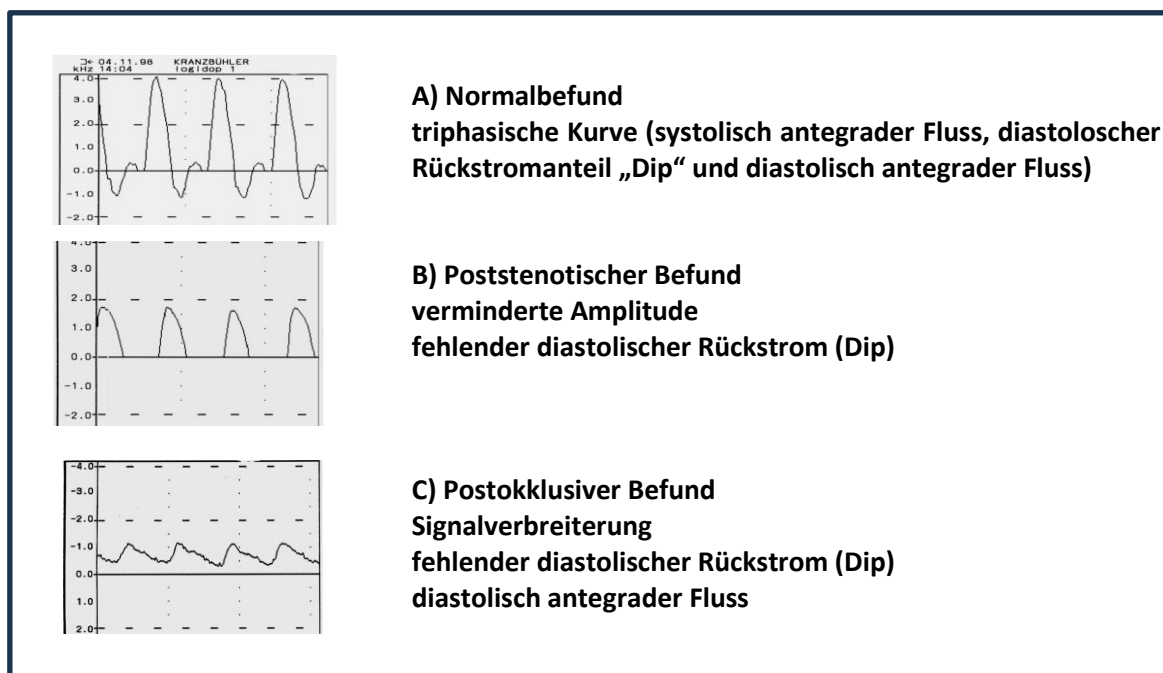 04.11.98 KRANZBÜHLER
kHz 14:04 logidop 1
4.0
3.0
2.0
1.0
0.0
-1.0
-2.0
A) Normalbefund
triphasische Kurve (systolisch antegrader Fluss, diastoloscher
Rückstromanteil „Dip“ und diastolisch antegrader Fluss)
4.0
3.0
2.0
1.0
0.0
-1.0
-2.0
B) Poststenotischer Befund
verminderte Amplitude
fehlender diastolischer Rückstrom (Dip)
-4.0
-3.0
-2.0
-1.0
0.0
1.0
2.0
C) Postokklusiver Befund
Signalverbreiterung
fehlender diastolischer Rückstrom (Dip)
diastolisch antegrader Fluss